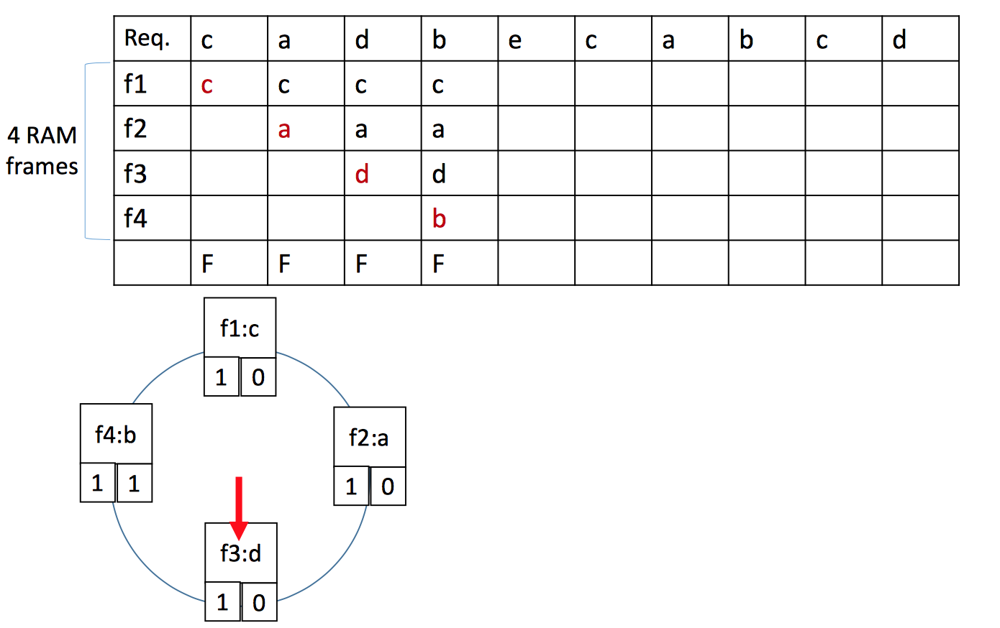 Req. c a d b e c a b c d
f1 c c c c
f2 a a a
4 RAM
frames
f3 d d
f4 b
F F F F
f1:c
1 0
f4:b
1 1
f2:a
1 0
f3:d
1 0